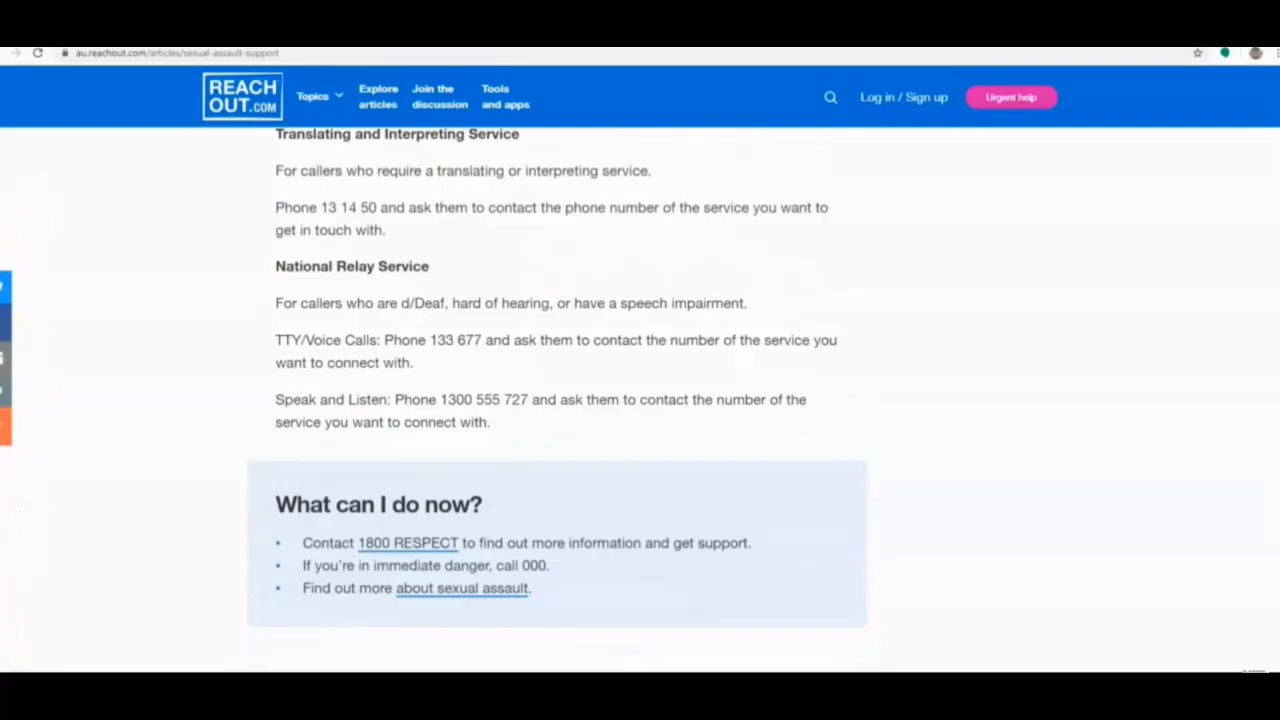 au.reachout.com/articles/sexual-assault-support
REACH
OUT.COM
Topics
Explore
articles
Join the
discussion
Tools
and apps
Log in / Sign up
Urgent help
Translating and Interpreting Service
For callers who require a translating or interpreting service.
Phone 13 14 50 and ask them to contact the phone number of the service you want to
get in touch with.
National Relay Service
For callers who are d/Deaf, hard of hearing, or have a speech impairment.
TTY/Voice Calls: Phone 133 677 and ask them to contact the number of the service you
want to connect with.
Speak and Listen: Phone 1300 555 727 and ask them to contact the number of the
service you want to connect with.
What can I do now?
• Contact 1800 RESPECT to find out more information and get support.
• If you're in immediate danger, call 000.
• Find out more about sexual assault.